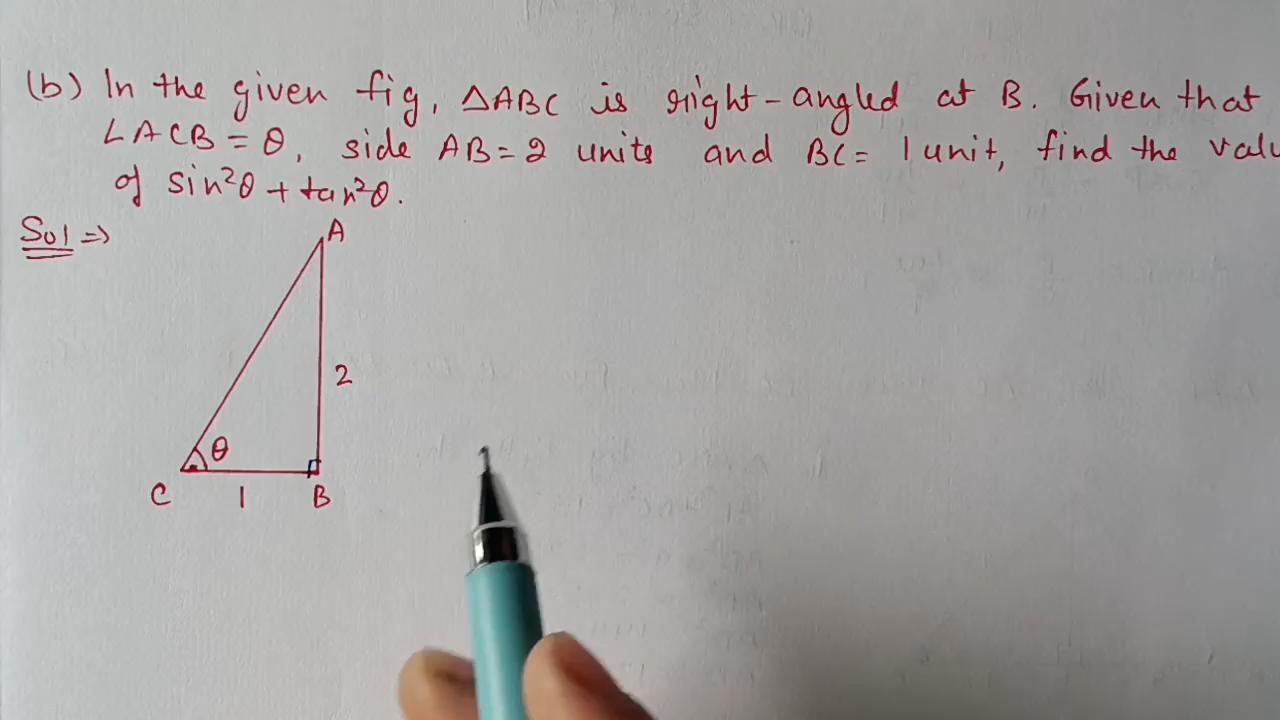 (b) In the given fig, ΔABC is right-angled at B. Given that
∠ACB = θ, side AB = 2 units and BC = 1 unit, find the valu
of sin²θ + tan²θ.
Sol ⇒
A
2
θ
C 1 B